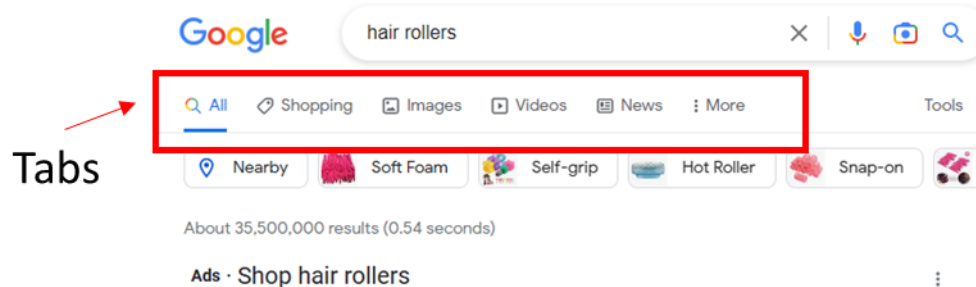 Google hair rollers
All Shopping Images Videos News More Tools
Tabs
Nearby Soft Foam Self-grip Hot Roller Snap-on
About 35,500,000 results (0.54 seconds)
Ads · Shop hair rollers